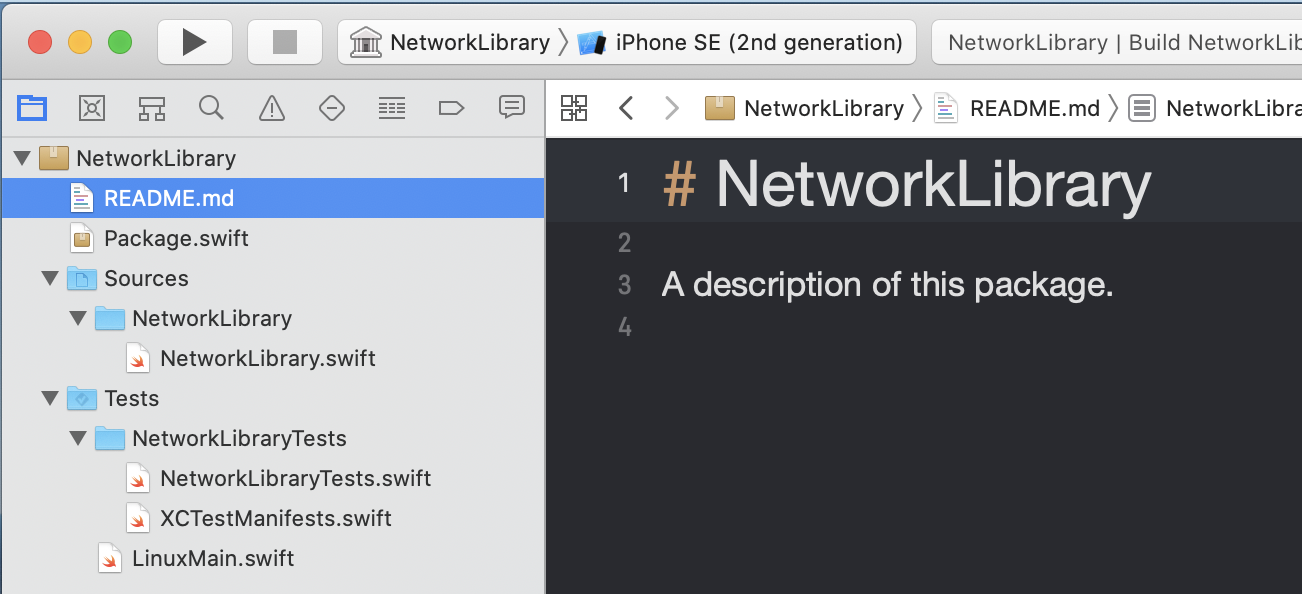 NetworkLibrary 〉 iPhone SE (2nd generation)
NetworkLibrary | Build NetworkLib
NetworkLibrary 〉 README.md 〉 NetworkLibra
NetworkLibrary
README.md
Package.swift
Sources
NetworkLibrary
NetworkLibrary.swift
Tests
NetworkLibraryTests
NetworkLibraryTests.swift
XCTestManifests.swift
LinuxMain.swift
1 # NetworkLibrary
2
3 A description of this package.
4